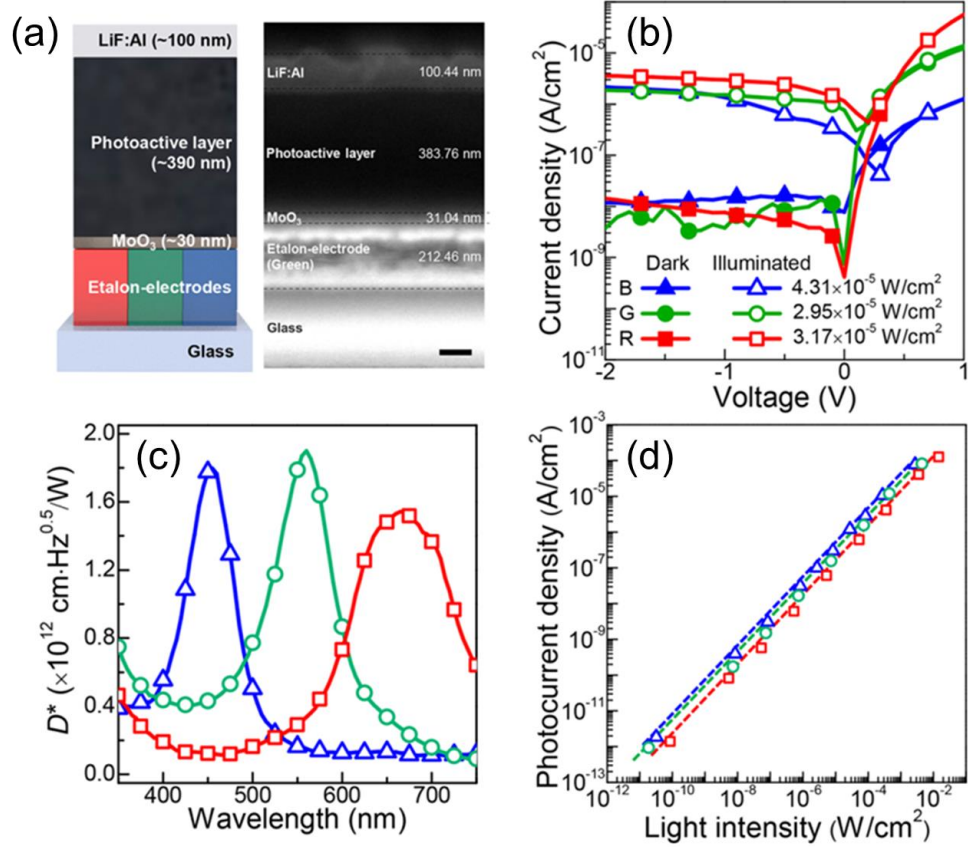 (a)
LiF:Al (~100 nm)
Photoactive layer
(~390 nm)
MoO₃ (~30 nm)
Etalon-electrodes
Glass
LiF:Al 100.44 nm
Photoactive layer 383.76 nm
MoO₃ 31.04 nm
Etalon-electrode
(Green) 212.46 nm
Glass
(b)
Current density (A/cm²)
10⁻⁵
10⁻⁷
10⁻⁹
10⁻¹¹
Dark Illuminated
B 4.31×10⁻⁵ W/cm²
G 2.95×10⁻⁵ W/cm²
R 3.17×10⁻⁵ W/cm²
-2 -1 0 1
Voltage (V)
(c)
D* (×10¹² cm·Hz⁰·⁵/W)
2.0
1.6
1.2
0.8
0.4
0.0
400 500 600 700
Wavelength (nm)
(d)
Photocurrent density (A/cm²)
10⁻³
10⁻⁵
10⁻⁷
10⁻⁹
10⁻¹¹
10⁻¹³
10⁻¹² 10⁻¹⁰ 10⁻⁸ 10⁻⁶ 10⁻⁴ 10⁻²
Light intensity (W/cm²)